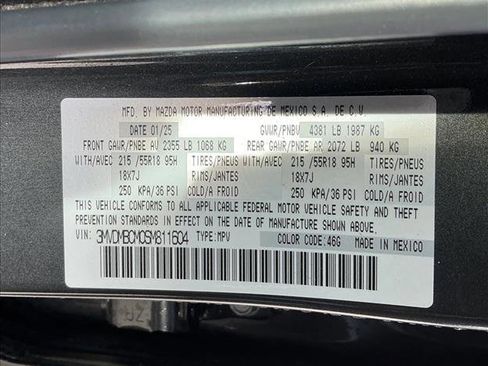 MFD. BY MAZDA MOTOR MANUFACTURING DE MEXICO S.A. DE C.V.
DATE 01/25 GVWR/PNBV 4381 LB 1987 KG
FRONT GAWR/PNBE AV 2355 LB 1068 KG REAR GAWR/PNBE AR 2072 LB 940 KG
WITH/AVEC 215 /55R18 95H TIRES/PNEUS WITH/AVEC 215 /55R18 95H TIRES/PNEUS
18X7J RIMS/JANTES 18X7J RIMS/JANTES
250 KPA/36 PSI COLD/A FROID 250 KPA/36 PSI COLD/A FROID
THIS VEHICLE CONFORMS TO ALL APPLICABLE FEDERAL MOTOR VEHICLE SAFETY AND THEFT
PREVENTION STANDARDS IN EFFECT ON THE DATE OF MANUFACTURE SHOWN ABOVE.
VIN: 3MVDMBCM0SM811604 TYPE: MPV COLOR CODE: 46G MADE IN MEXICO